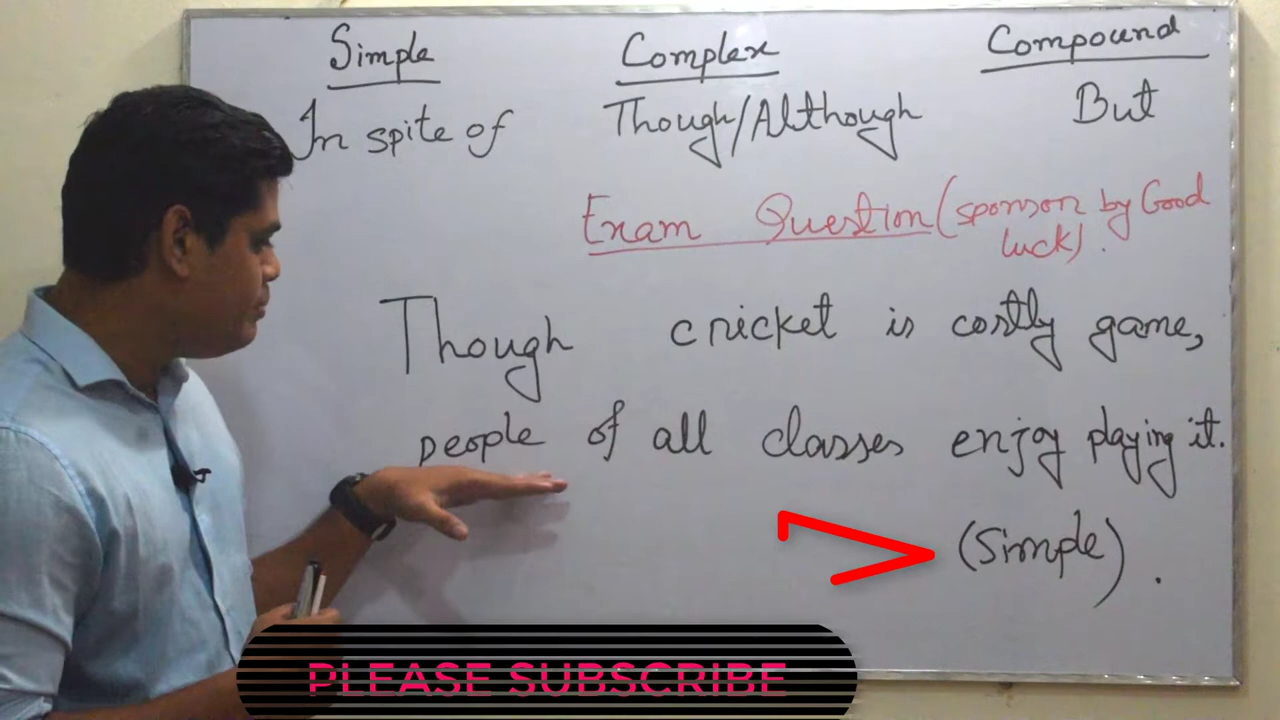 Simple Complex Compound
In spite of Though/Although But
Exam Question (sponson by Good
luck).
Though cricket is costly game,
people of all classes enjoy playing it.
(Simple).
PLEASE SUBSCRIBE